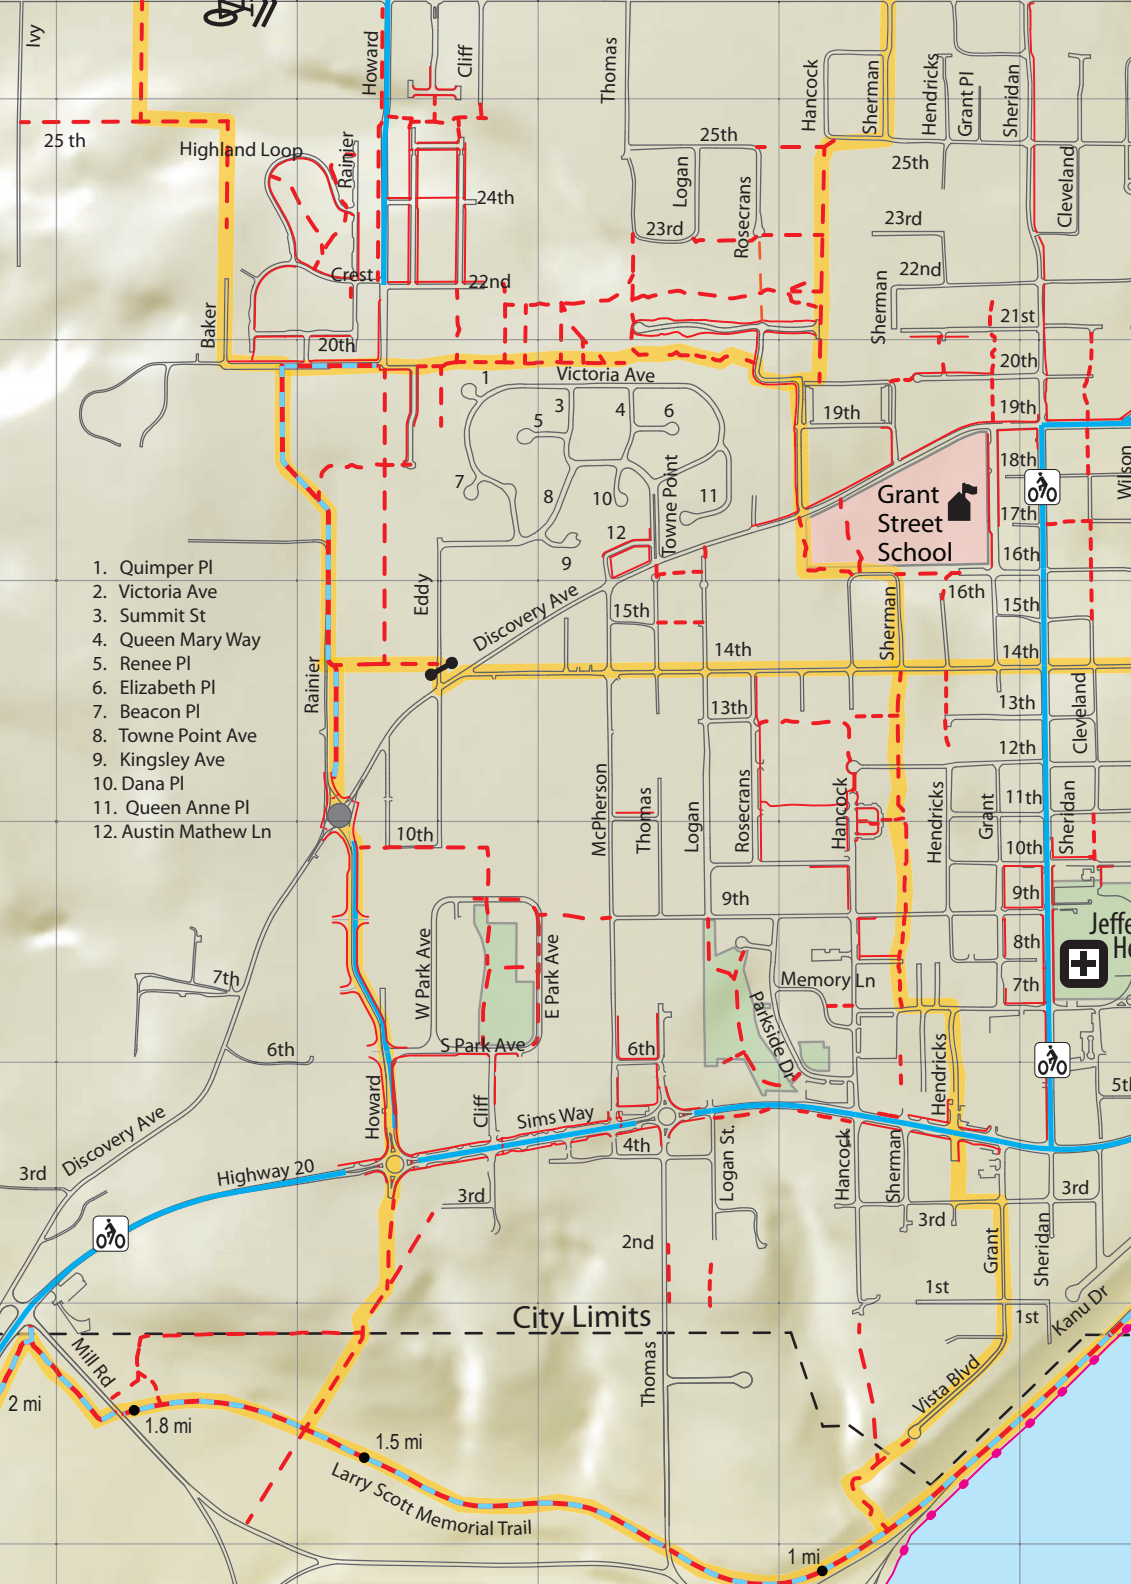 Ivy
Howard
Cliff
Thomas
Hancock
Sherman
Hendricks
Grant Pl
Sheridan
25 th
Highland Loop
Rainier
25th
25th
Logan
Rosecrans
Cleveland
24th
23rd
23rd
Crest
22nd
22nd
Baker
Sherman
21st
20th
20th
Victoria Ave
1
3
4
6
5
19th
19th
18th
Wilson
7
8
10
11
Towne Point
Grant
Street
School
17th
12
9
16th
1. Quimper Pl
2. Victoria Ave
3. Summit St
4. Queen Mary Way
5. Renee Pl
6. Elizabeth Pl
7. Beacon Pl
8. Towne Point Ave
9. Kingsley Ave
10. Dana Pl
11. Queen Anne Pl
12. Austin Mathew Ln
Eddy
Discovery Ave
15th
Sherman
16th
15th
14th
14th
Rainier
13th
13th
Cleveland
12th
McPherson
Thomas
Logan
Rosecrans
Hancock
Hendricks
Grant
11th
Sheridan
10th
10th
9th
9th
Jeffe
He
8th
W Park Ave
E Park Ave
Memory Ln
7th
7th
Parkside Dr
6th
S Park Ave
6th
Hendricks
5th
Howard
Cliff
Sims Way
Discovery Ave
4th
Logan St.
Hancock
Sherman
3rd
Highway 20
3rd
3rd
3rd
2nd
Grant
Sheridan
1st
City Limits
1st
Kanu Dr
Mill Rd
Thomas
Vista Blvd
2 mi
1.8 mi
1.5 mi
Larry Scott Memorial Trail
1 mi